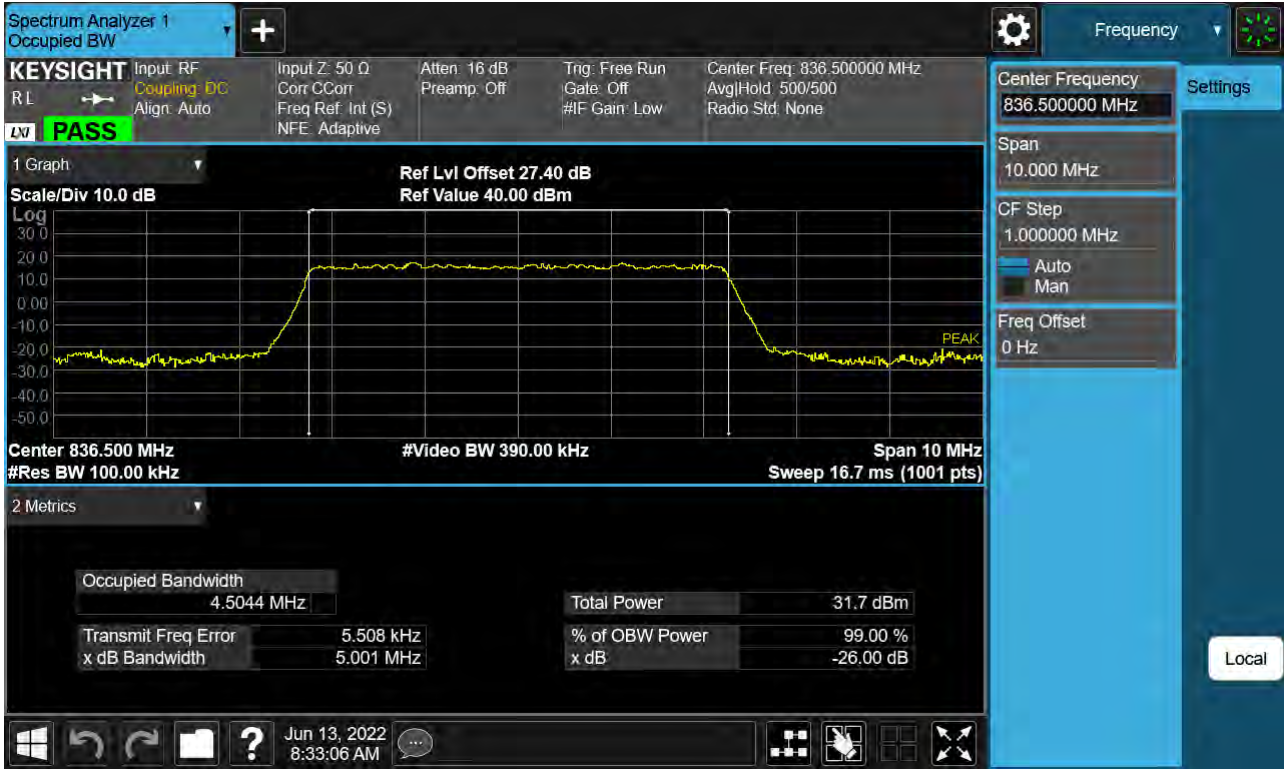 Spectrum Analyzer 1
Occupied BW
+
Frequency
KEYSIGHT
R L
LXI
PASS
Input: RF
Coupling: DC
Align: Auto
Input Z: 50 Ω
Corr CCorr
Freq Ref: Int (S)
NFE: Adaptive
Atten: 16 dB
Preamp: Off
Trig: Free Run
Gate: Off
#IF Gain: Low
Center Freq: 836.500000 MHz
Avg|Hold: 500/500
Radio Std: None
Center Frequency
836.500000 MHz
Settings
Span
10.000 MHz
CF Step
1.000000 MHz
Auto
Man
Freq Offset
0 Hz
1 Graph
Ref Lvl Offset 27.40 dB
Scale/Div 10.0 dB
Ref Value 40.00 dBm
Log
30.0
20.0
10.0
0.00
-10.0
-20.0
-30.0
-40.0
-50.0
PEAK
Center 836.500 MHz
#Video BW 390.00 kHz
Span 10 MHz
#Res BW 100.00 kHz
Sweep 16.7 ms (1001 pts)
2 Metrics
Occupied Bandwidth
4.5044 MHz
Total Power 31.7 dBm
Transmit Freq Error 5.508 kHz
% of OBW Power 99.00 %
x dB Bandwidth 5.001 MHz
x dB -26.00 dB
Local
?
Jun 13, 2022
8:33:06 AM